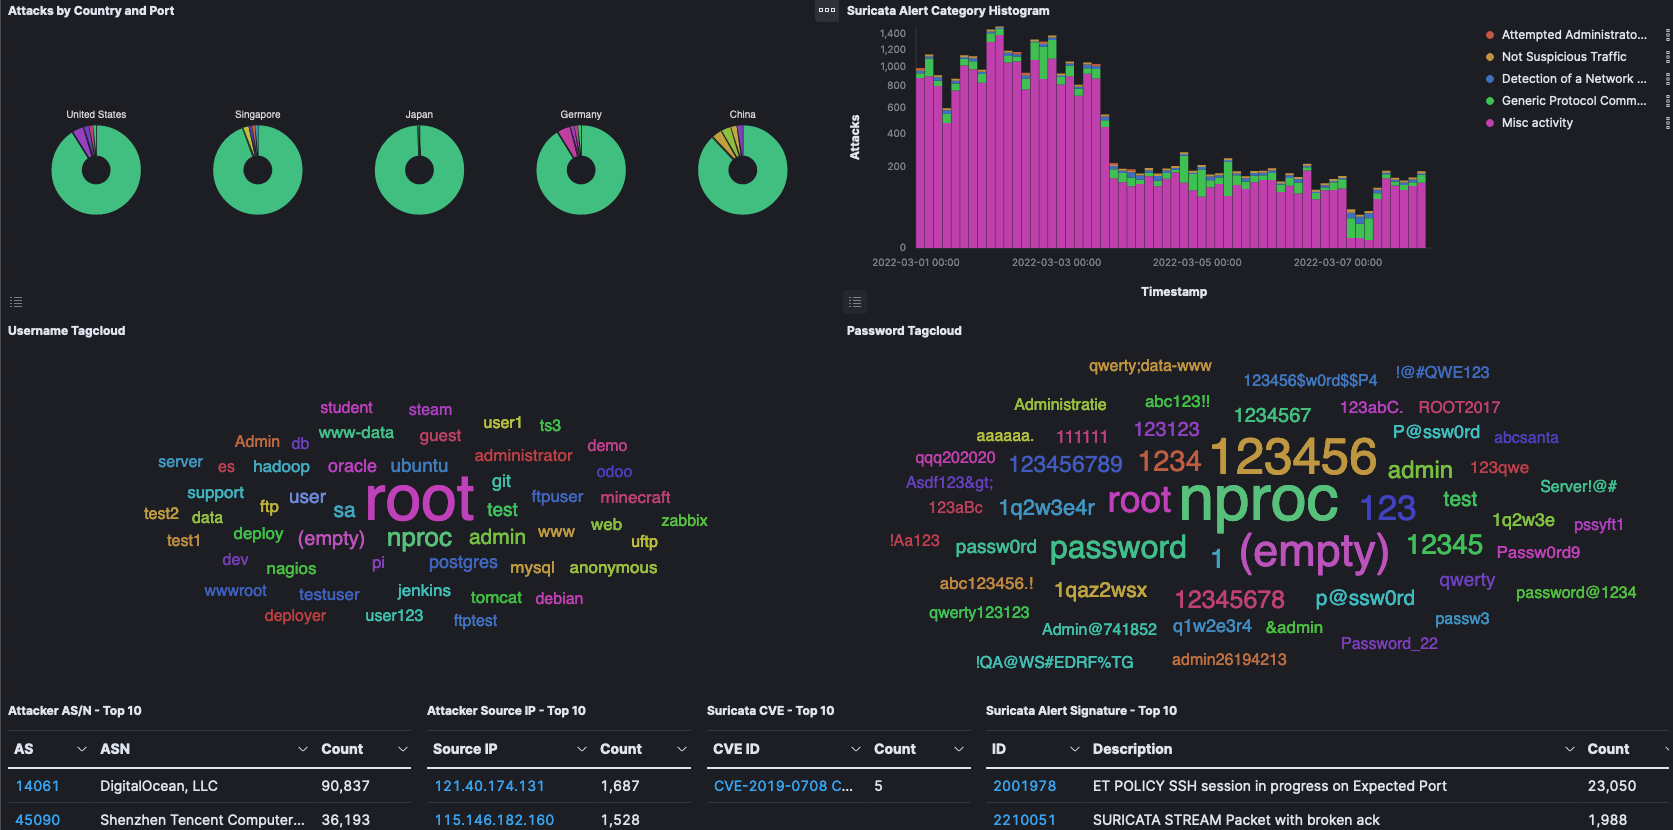 Attacks by Country and Port
United States
Singapore
Japan
Germany
China
Suricata Alert Category Histogram
1,400
1,200
1,000
800
600
400
200
0
Attacks
2022-03-01 00:00
2022-03-03 00:00
2022-03-05 00:00
2022-03-07 00:00
Timestamp
Attempted Administrato...
Not Suspicious Traffic
Detection of a Network ...
Generic Protocol Comm...
Misc activity
Username Tagcloud
student steam
user1 ts3
www-data guest
Admin db demo
administrator
server es hadoop oracle ubuntu odoo
git
support ftp user sa root ftpuser minecraft
test2 data test zabbix
web
test1 deploy (empty) nproc admin www uftp
dev nagios pi postgres mysql anonymous
wwwroot testuser jenkins tomcat debian
deployer user123 ftptest
Password Tagcloud
qwerty;data-www
123456$w0rd$$P4 !@#QWE123
Administratie abc123!! 1234567 123abC. ROOT2017
aaaaaa. 111111 123123 P@ssw0rd abcsanta
qqq202020 123456789 1234 123456 admin 123qwe
Asdf123&gt; Server!@#
123aBc 1q2w3e4r root nproc 123 test
1q2w3e pssyft1
!Aa123 passw0rd password 1 (empty) 12345 Passw0rd9
abc123456.! 1qaz2wsx 12345678 p@ssw0rd qwerty password@1234
qwerty123123 Admin@741852 q1w2e3r4 &admin passw3
Password_22
!QA@WS#EDRF%TG admin26194213
Attacker AS/N - Top 10
AS ASN Count
14061 DigitalOcean, LLC 90,837
45090 Shenzhen Tencent Computer... 36,193
Attacker Source IP - Top 10
Source IP Count
121.40.174.131 1,687
115.146.182.160 1,528
Suricata CVE - Top 10
CVE ID Count
CVE-2019-0708 C... 5
Suricata Alert Signature - Top 10
ID Description Count
2001978 ET POLICY SSH session in progress on Expected Port 23,050
2210051 SURICATA STREAM Packet with broken ack 1,988